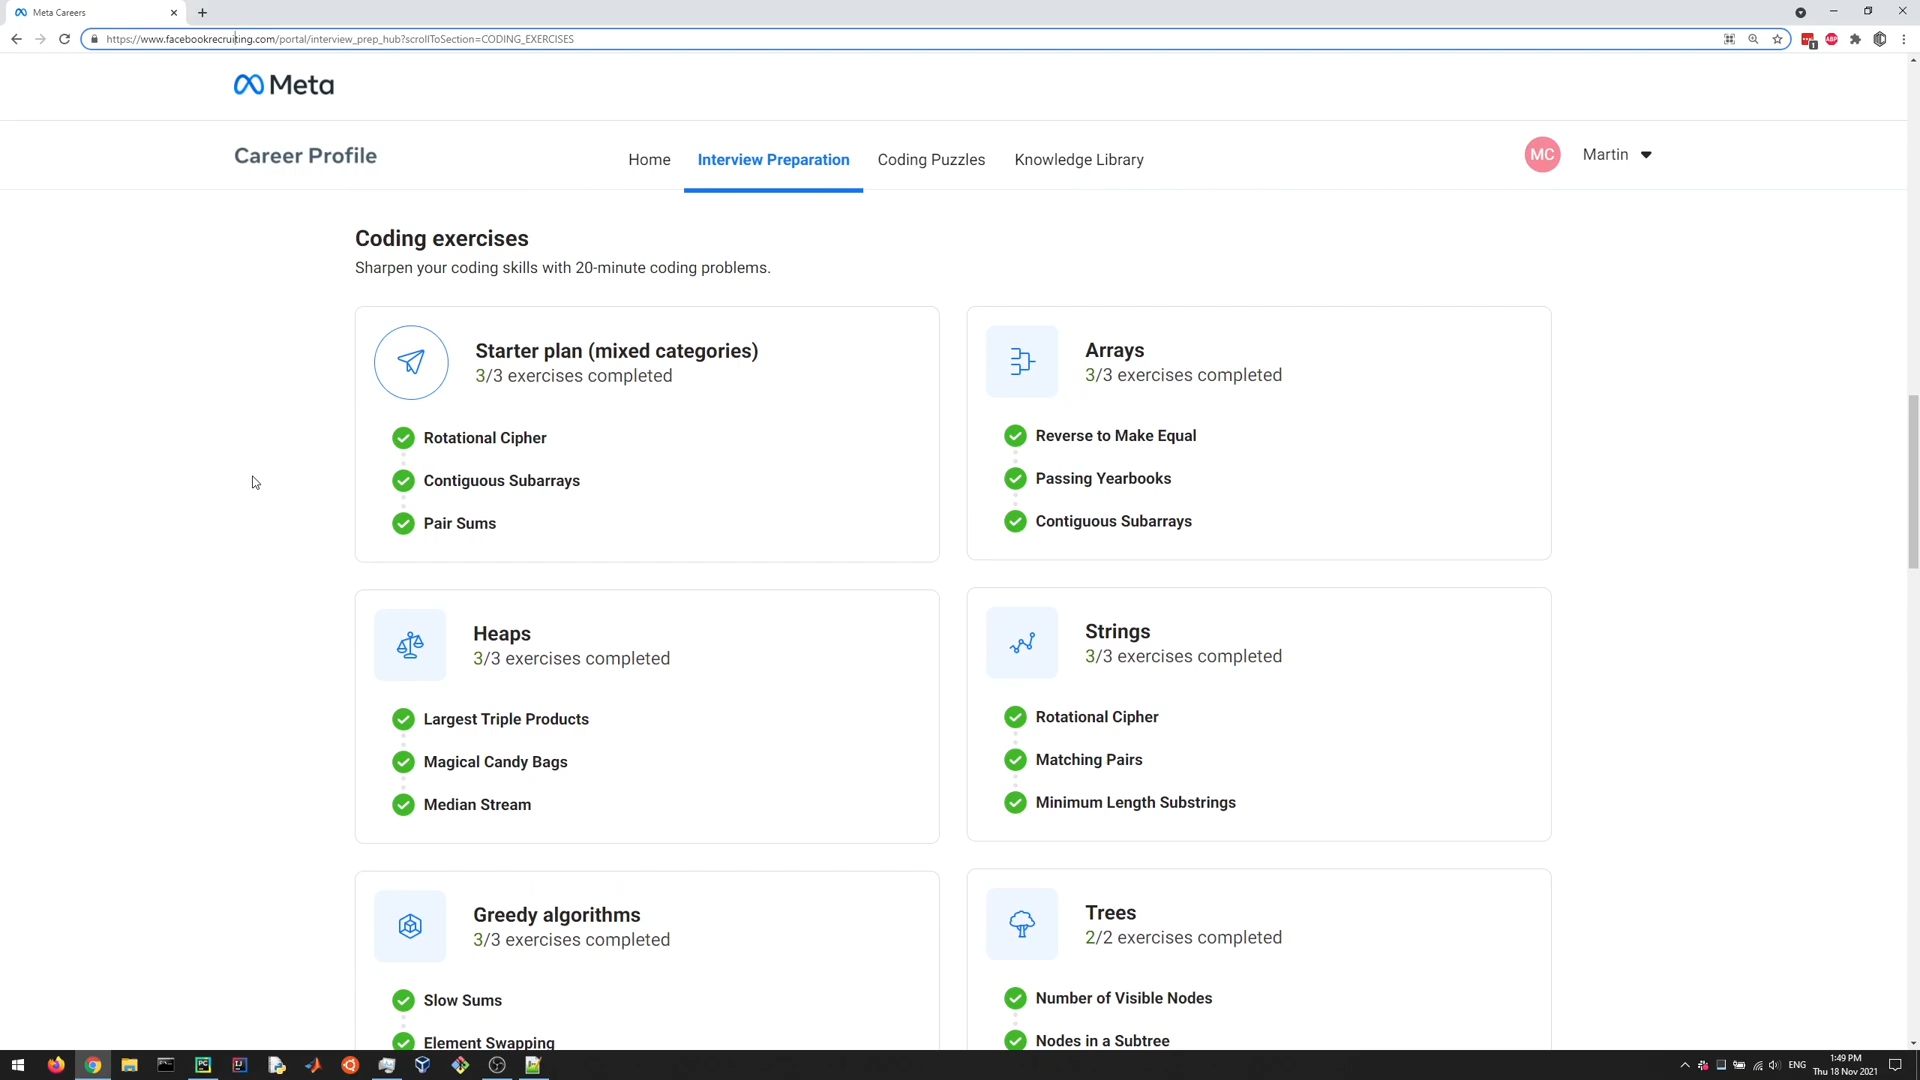 Meta Careers
https://www.facebookrecruiting.com/portal/interview_prep_hub?scrollToSection=CODING_EXERCISES
1
ABP
Meta
Career Profile
Home
Interview Preparation
Coding Puzzles
Knowledge Library
MC
Martin
Coding exercises
Sharpen your coding skills with 20-minute coding problems.
Starter plan (mixed categories)
3/3 exercises completed
Rotational Cipher
Contiguous Subarrays
Pair Sums
Arrays
3/3 exercises completed
Reverse to Make Equal
Passing Yearbooks
Contiguous Subarrays
Heaps
3/3 exercises completed
Largest Triple Products
Magical Candy Bags
Median Stream
Strings
3/3 exercises completed
Rotational Cipher
Matching Pairs
Minimum Length Substrings
Greedy algorithms
3/3 exercises completed
Slow Sums
Element Swapping
Trees
2/2 exercises completed
Number of Visible Nodes
Nodes in a Subtree
PC
IJ
ENG
1:49 PM
Thu 18 Nov 2021